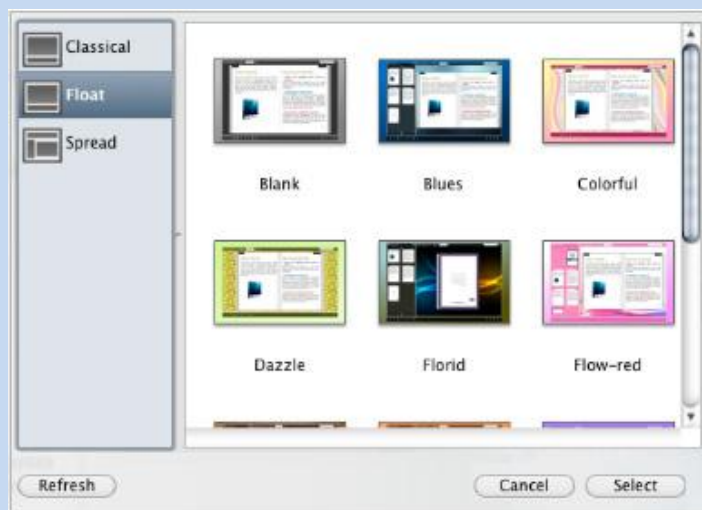 Classical
Float
Spread
Blank Blues Colorful
Dazzle Florid Flow-red
Refresh Cancel Select